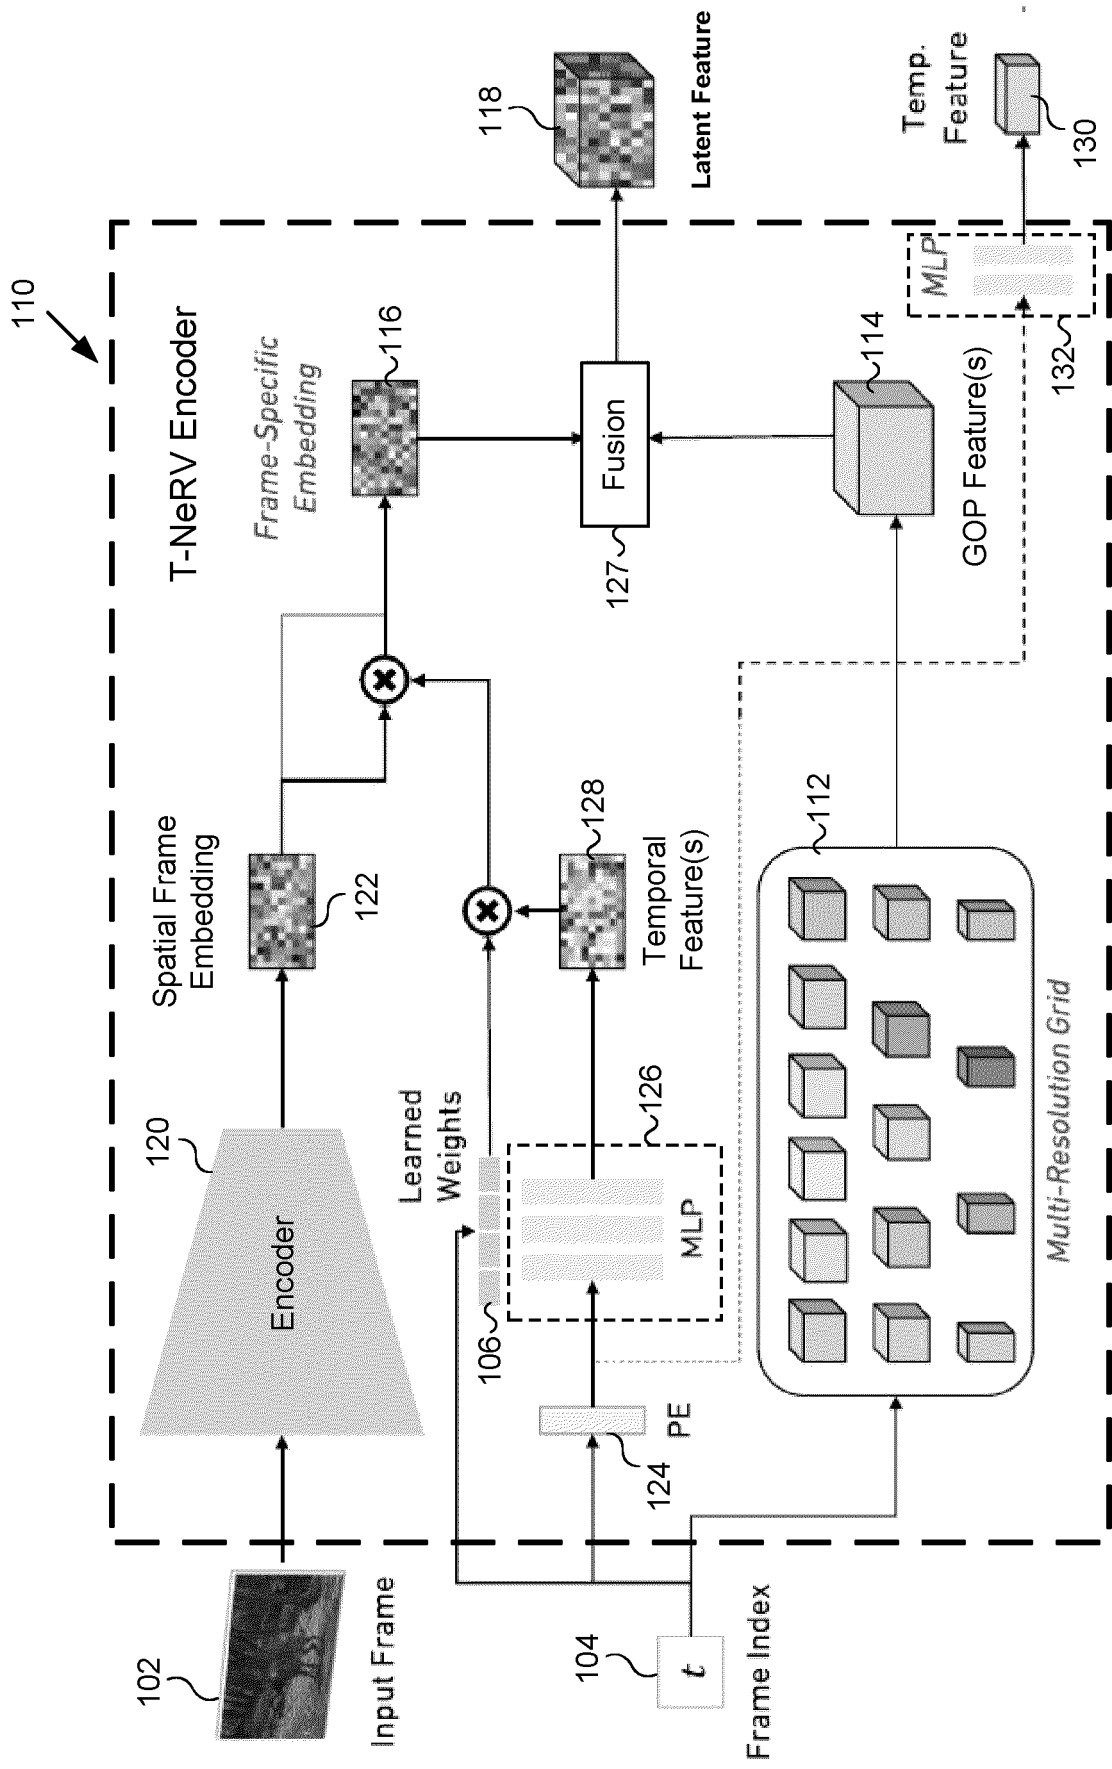 110
T-NeRV Encoder
102
Input Frame
120
Encoder
Spatial Frame
Embedding
122
Frame-Specific
Embedding
116
118
Latent Feature
Learned
Weights
106
104
t
Frame Index
124
PE
MLP
126
128
Temporal
Feature(s)
127
Fusion
114
GOP Feature(s)
112
Multi-Resolution Grid
MLP
132
Temp.
Feature
130